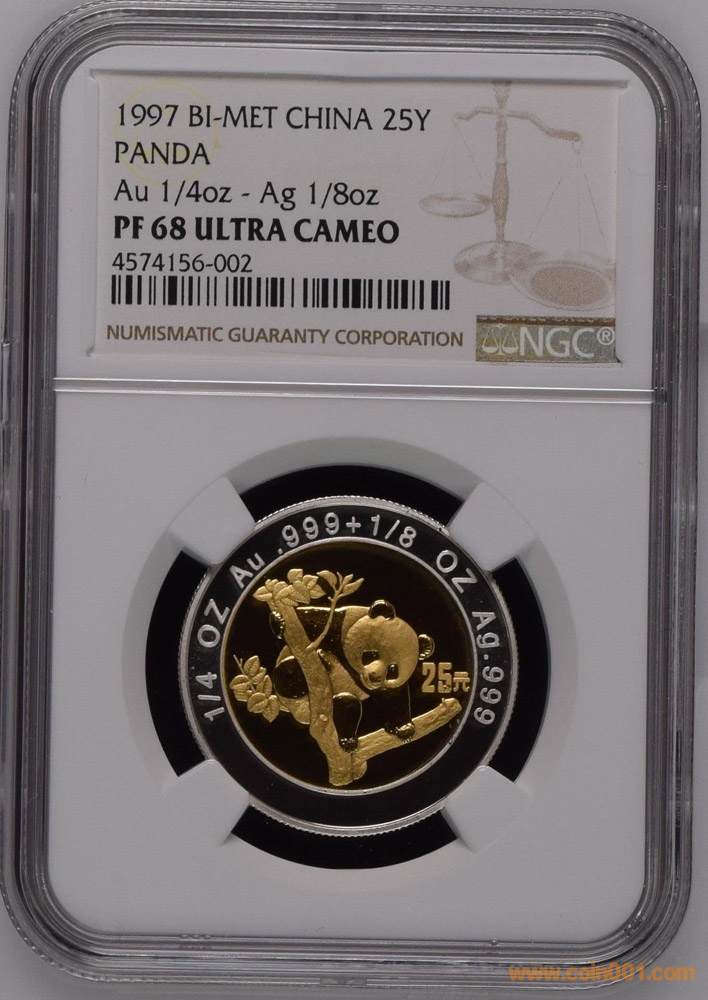 1997 BI-MET CHINA 25Y
PANDA
Au 1/4oz - Ag 1/8oz
PF 68 ULTRA CAMEO
4574156-002
NUMISMATIC GUARANTY CORPORATION
NGC®
1/4 OZ Au .999+1/8 OZ Ag.999
25元
www.coin001.com